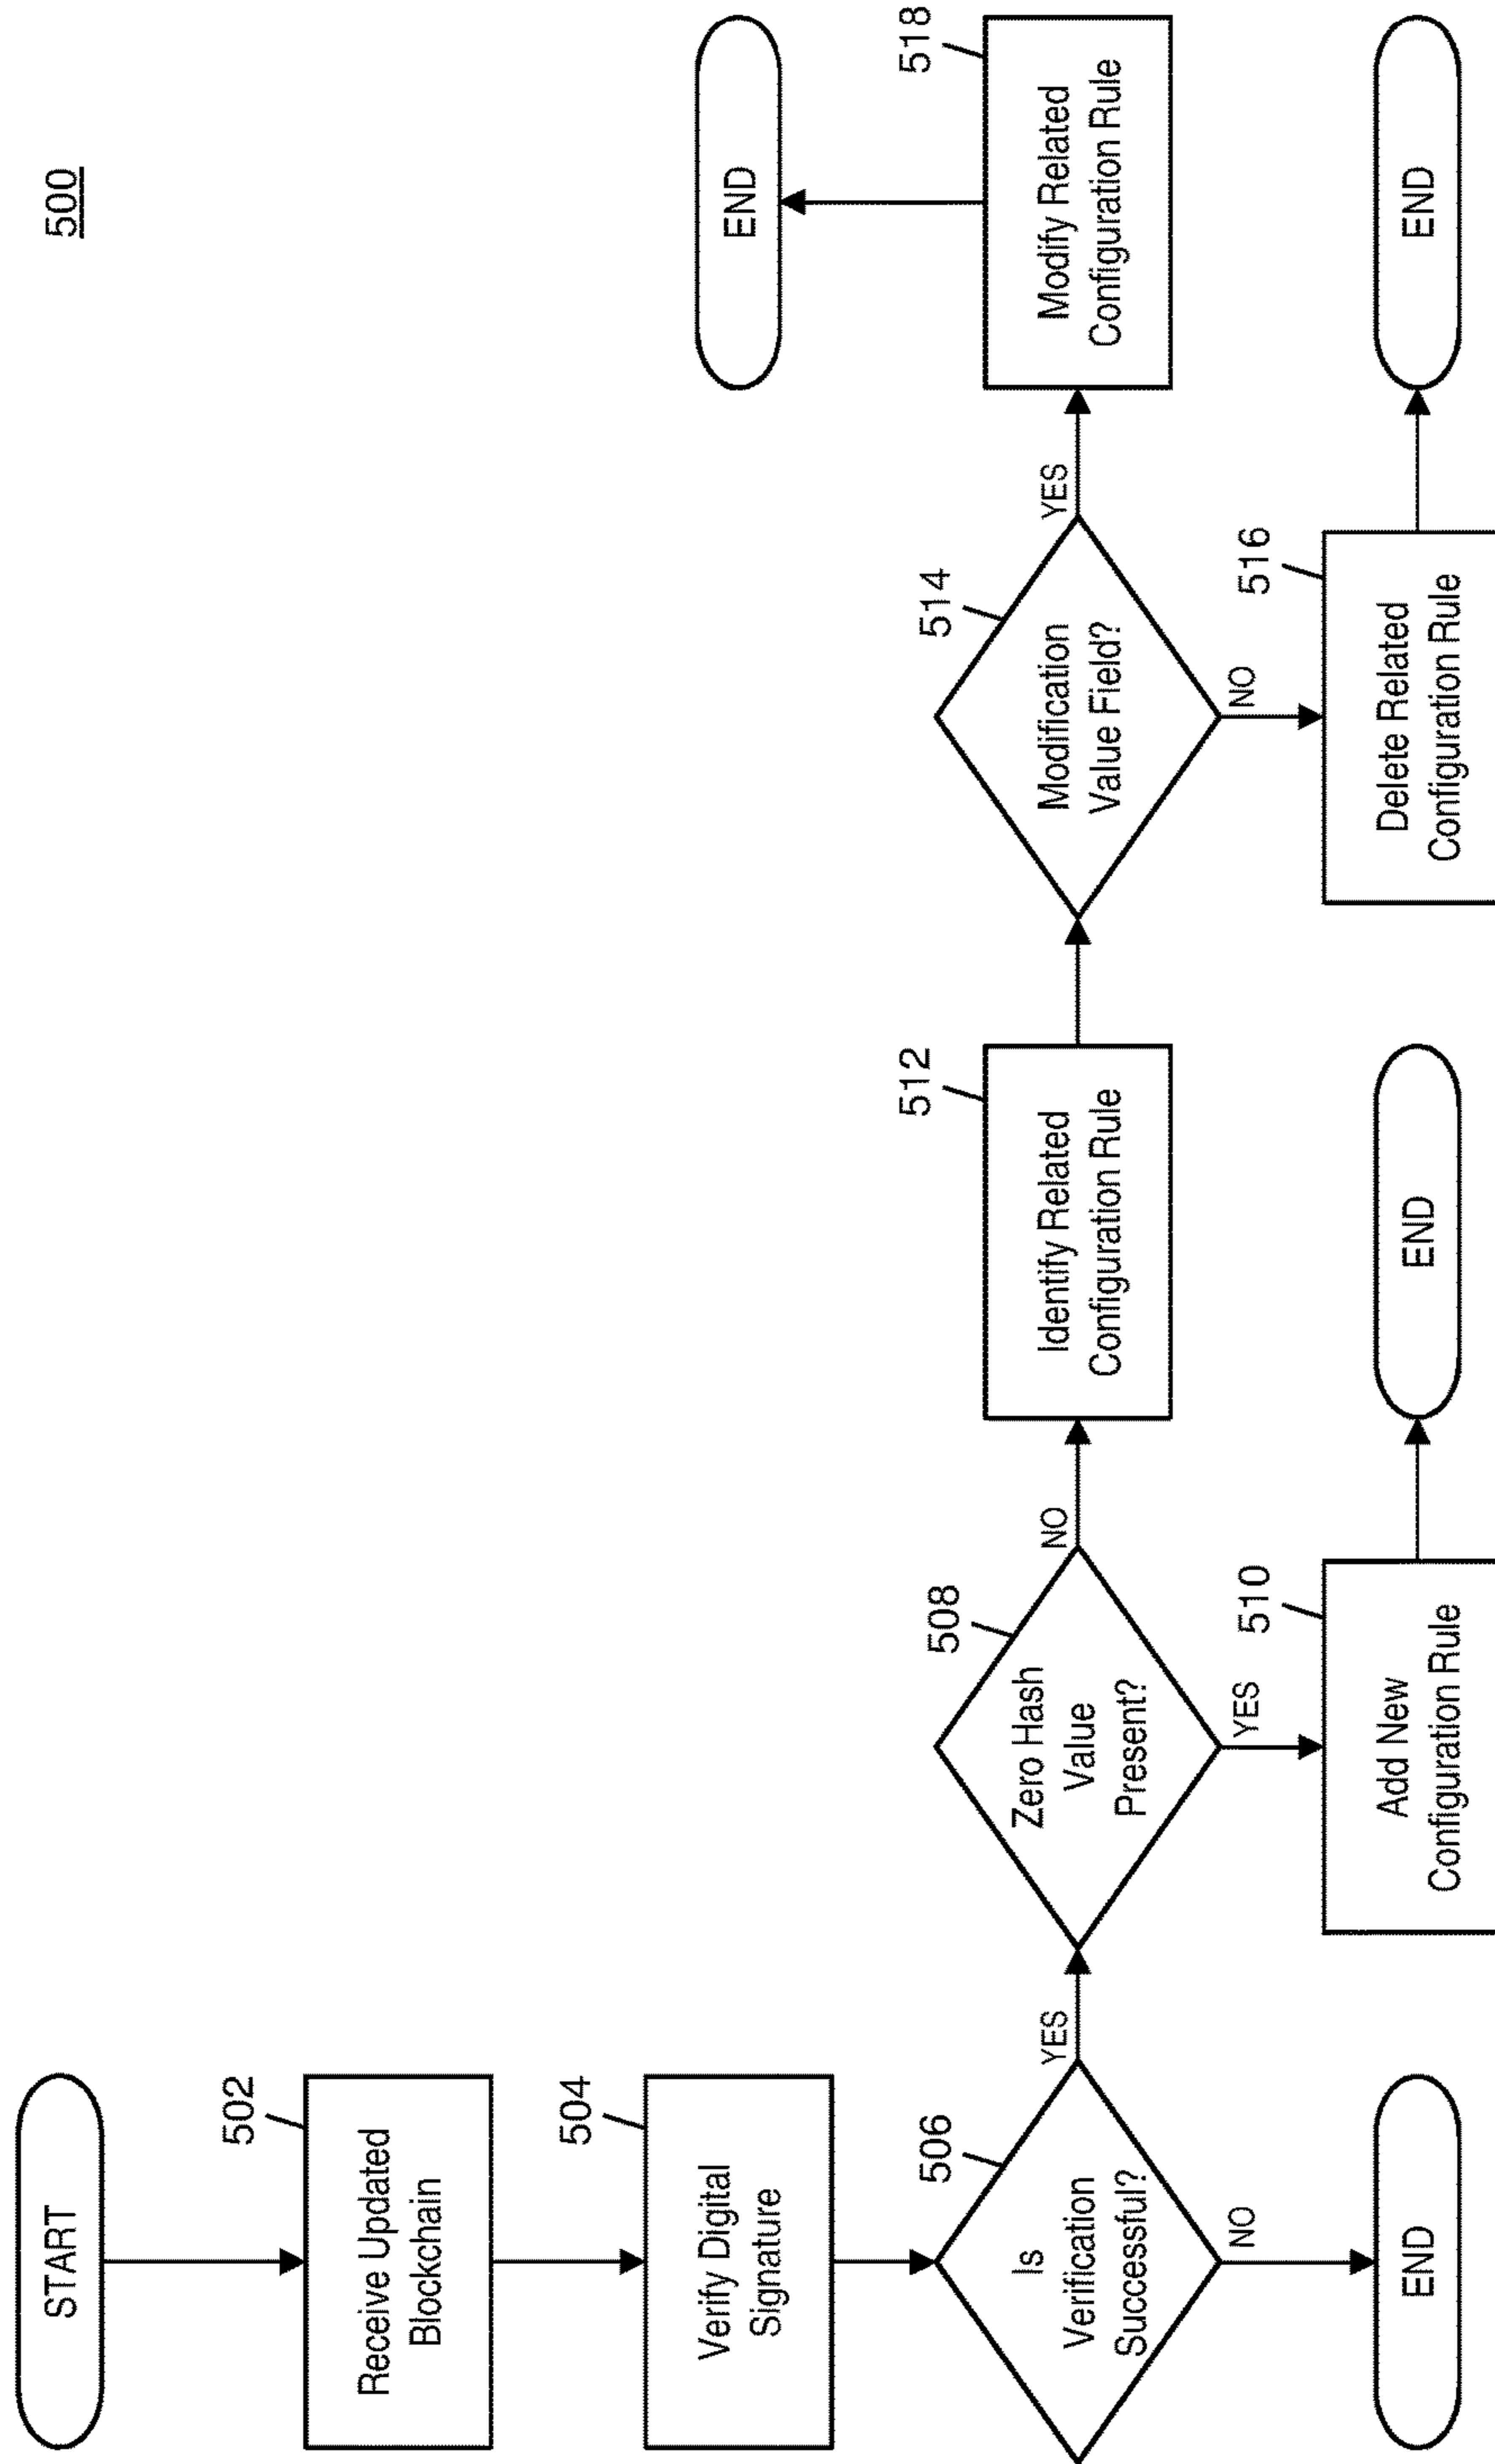 500
START
502
Receive Updated
Blockchain
504
Verify Digital
Signature
506
Is
Verification
Successful?
NO
END
YES
508
Zero Hash
Value
Present?
YES
510
Add New
Configuration Rule
END
NO
512
Identify Related
Configuration Rule
514
Modification
Value Field?
NO
516
Delete Related
Configuration Rule
END
YES
518
Modify Related
Configuration Rule
END